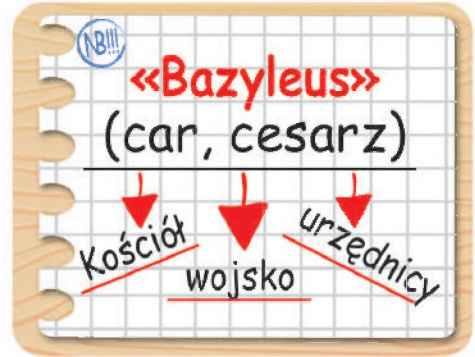 NB!!!
«Bazyleus»
(car, cesarz)
Kościół
wojsko
urzędnicy